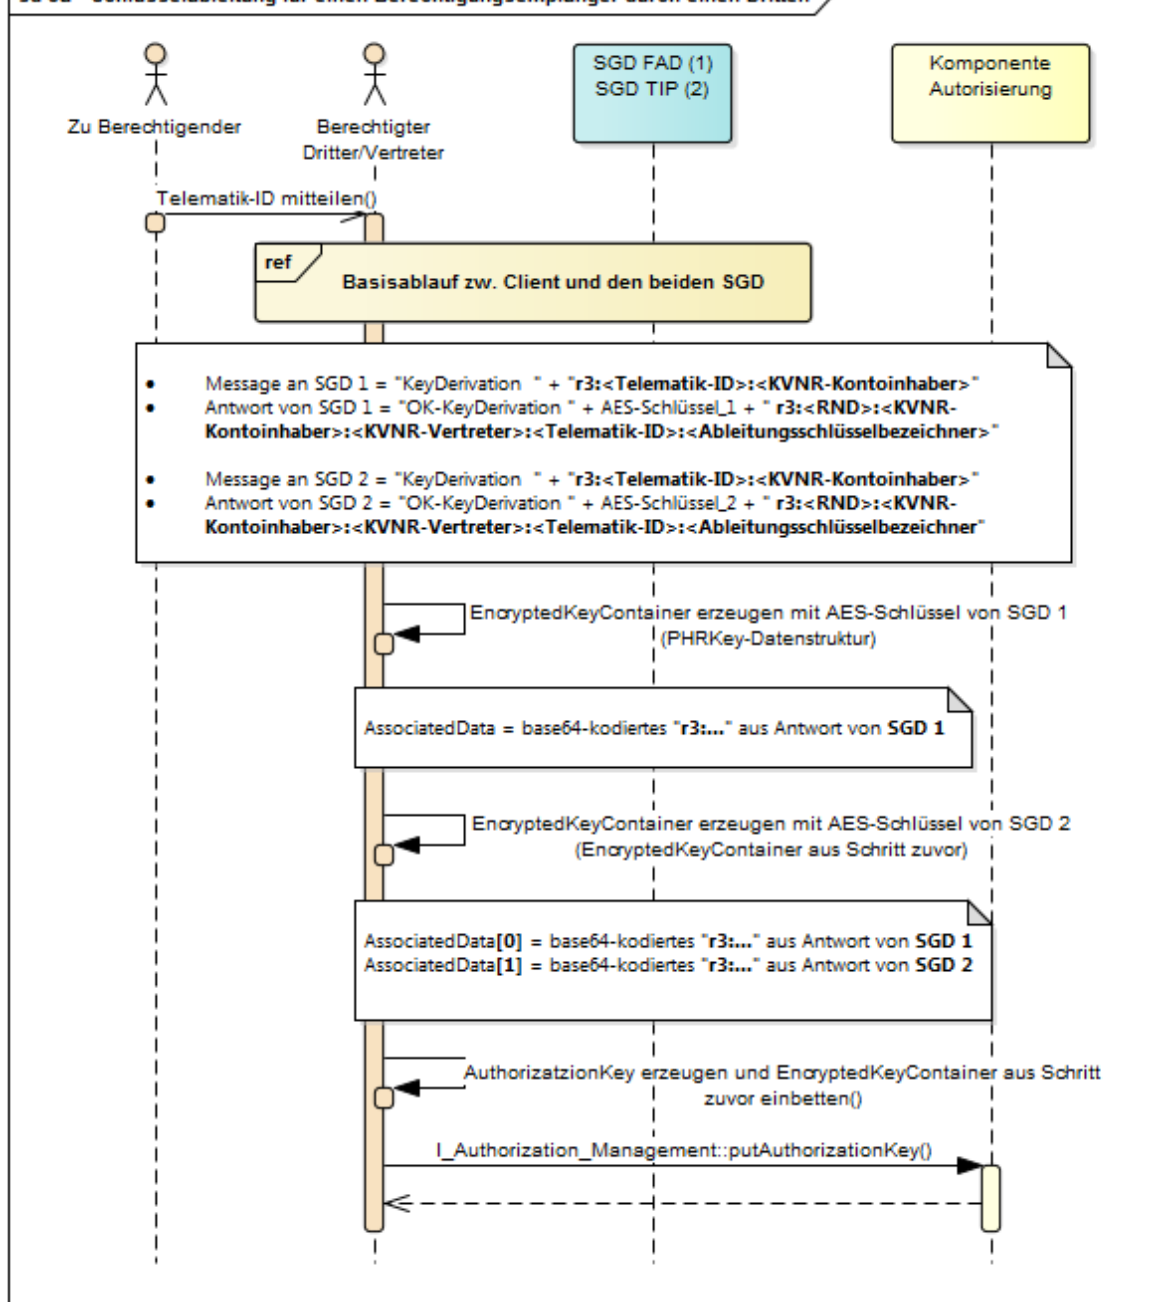 Schlüsselableitung für einen Berechtigungsempfänger durch einen Dritten
Zu Berechtigender
Berechtigter
Dritter/Vertreter
SGD FAD (1)
SGD TIP (2)
Komponente
Autorisierung
Telematik-ID mitteilen()
ref
Basisablauf zw. Client und den beiden SGD
• Message an SGD 1 = "KeyDerivation " + "r3:<Telematik-ID>:<KVNR-Kontoinhaber>"
• Antwort von SGD 1 = "OK-KeyDerivation " + AES-Schlüssel_1 + " r3:<RND>:<KVNR-
Kontoinhaber>:<KVNR-Vertreter>:<Telematik-ID>:<Ableitungsschlüsselbezeichner>"
• Message an SGD 2 = "KeyDerivation " + "r3:<Telematik-ID>:<KVNR-Kontoinhaber>"
• Antwort von SGD 2 = "OK-KeyDerivation " + AES-Schlüssel_2 + " r3:<RND>:<KVNR-
Kontoinhaber>:<KVNR-Vertreter>:<Telematik-ID>:<Ableitungsschlüsselbezeichner"
EncryptedKeyContainer erzeugen mit AES-Schlüssel von SGD 1
(PHRKey-Datenstruktur)
AssociatedData = base64-kodiertes "r3:..." aus Antwort von SGD 1
EncryptedKeyContainer erzeugen mit AES-Schlüssel von SGD 2
(EncryptedKeyContainer aus Schritt zuvor)
AssociatedData[0] = base64-kodiertes "r3:..." aus Antwort von SGD 1
AssociatedData[1] = base64-kodiertes "r3:..." aus Antwort von SGD 2
AuthorizatzionKey erzeugen und EncryptedKeyContainer aus Schritt
zuvor einbetten()
I_Authorization_Management::putAuthorizationKey()